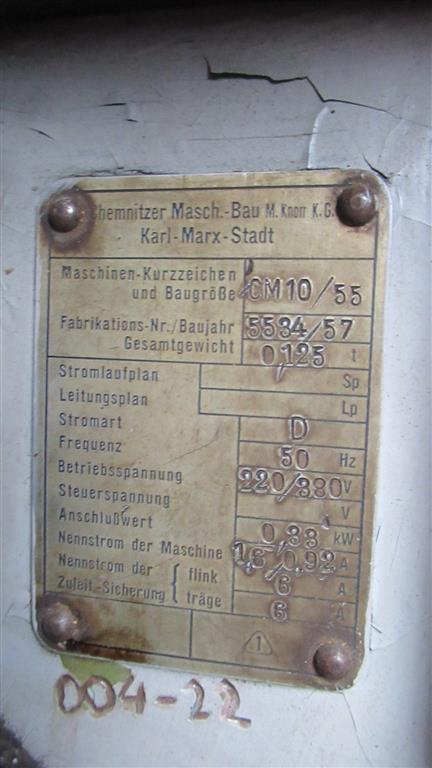 Chemnitzer Masch.-Bau M. Knorr K.G.
Karl-Marx-Stadt
Maschinen-Kurzzeichen
und Baugröße CM10/55
Fabrikations-Nr./Baujahr 5534/57
Gesamtgewicht 0,125 t
Stromlaufplan Sp
Leitungsplan Lp
Stromart D
Frequenz 50 Hz
Betriebsspannung 220/380 V
Steuerspannung V
Anschlußwert 0,33 kW
Nennstrom der Maschine 1,6/0,92 A
Nennstrom der { flink 6 A
Zuleit.-Sicherung { träge 6 A
1
004-22